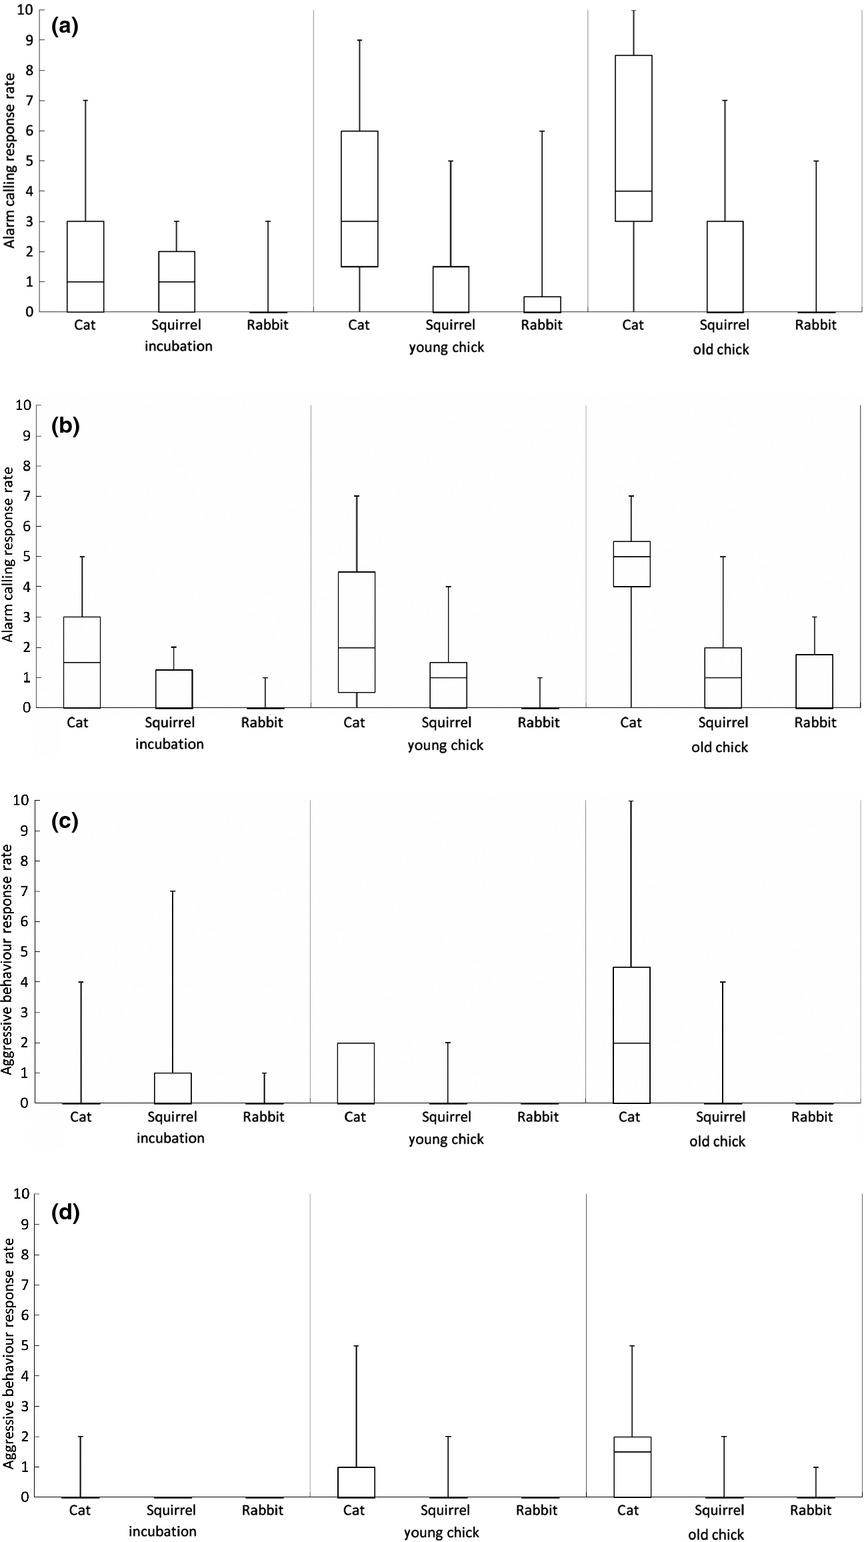 (a)
Alarm calling response rate
10
9
8
7
6
5
4
3
2
1
0
Cat Squirrel Rabbit Cat Squirrel Rabbit Cat Squirrel Rabbit
incubation young chick old chick
(b)
Alarm calling response rate
10
9
8
7
6
5
4
3
2
1
0
Cat Squirrel Rabbit Cat Squirrel Rabbit Cat Squirrel Rabbit
incubation young chick old chick
(c)
Aggressive behaviour response rate
10
9
8
7
6
5
4
3
2
1
0
Cat Squirrel Rabbit Cat Squirrel Rabbit Cat Squirrel Rabbit
incubation young chick old chick
(d)
Aggressive behaviour response rate
10
9
8
7
6
5
4
3
2
1
0
Cat Squirrel Rabbit Cat Squirrel Rabbit Cat Squirrel Rabbit
incubation young chick old chick